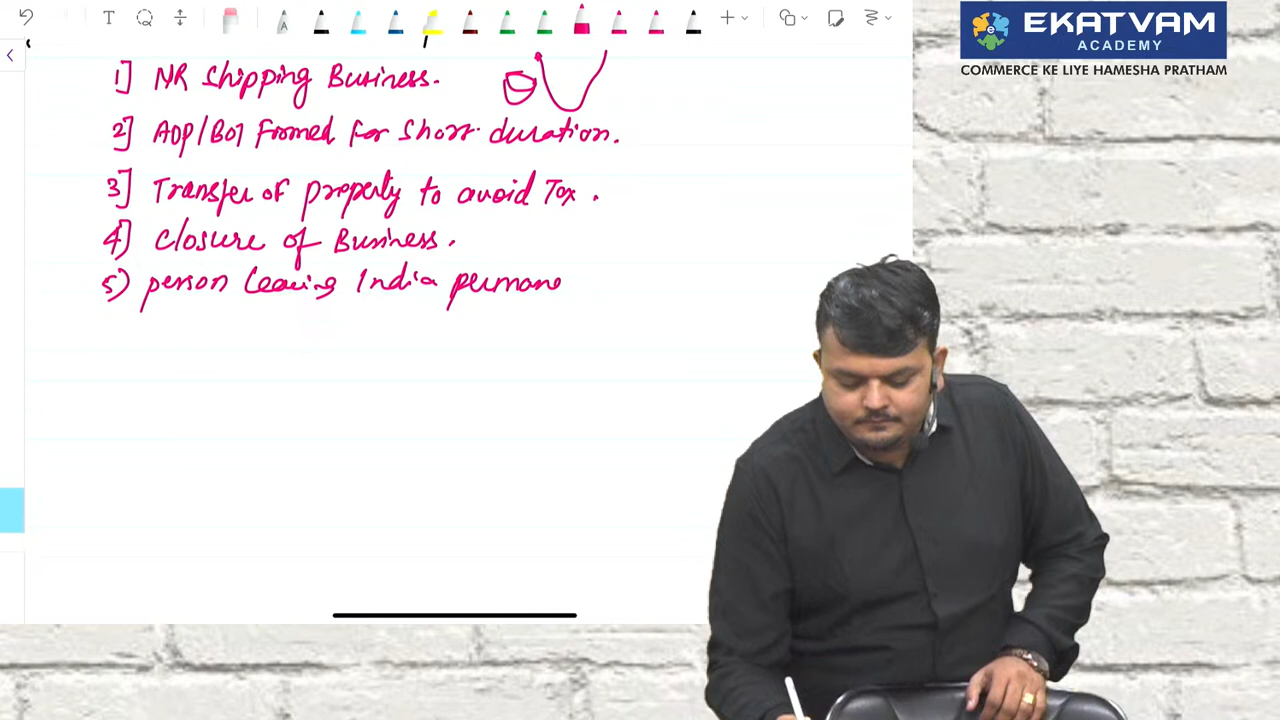 EKATVAM
ACADEMY
COMMERCE KE LIYE HAMESHA PRATHAM
1] NR Shipping Business.
2] AOP/BOI Formed for Short duration.
3] Transfer of property to avoid Tax.
4] Closure of Business.
5) person leaving India permane